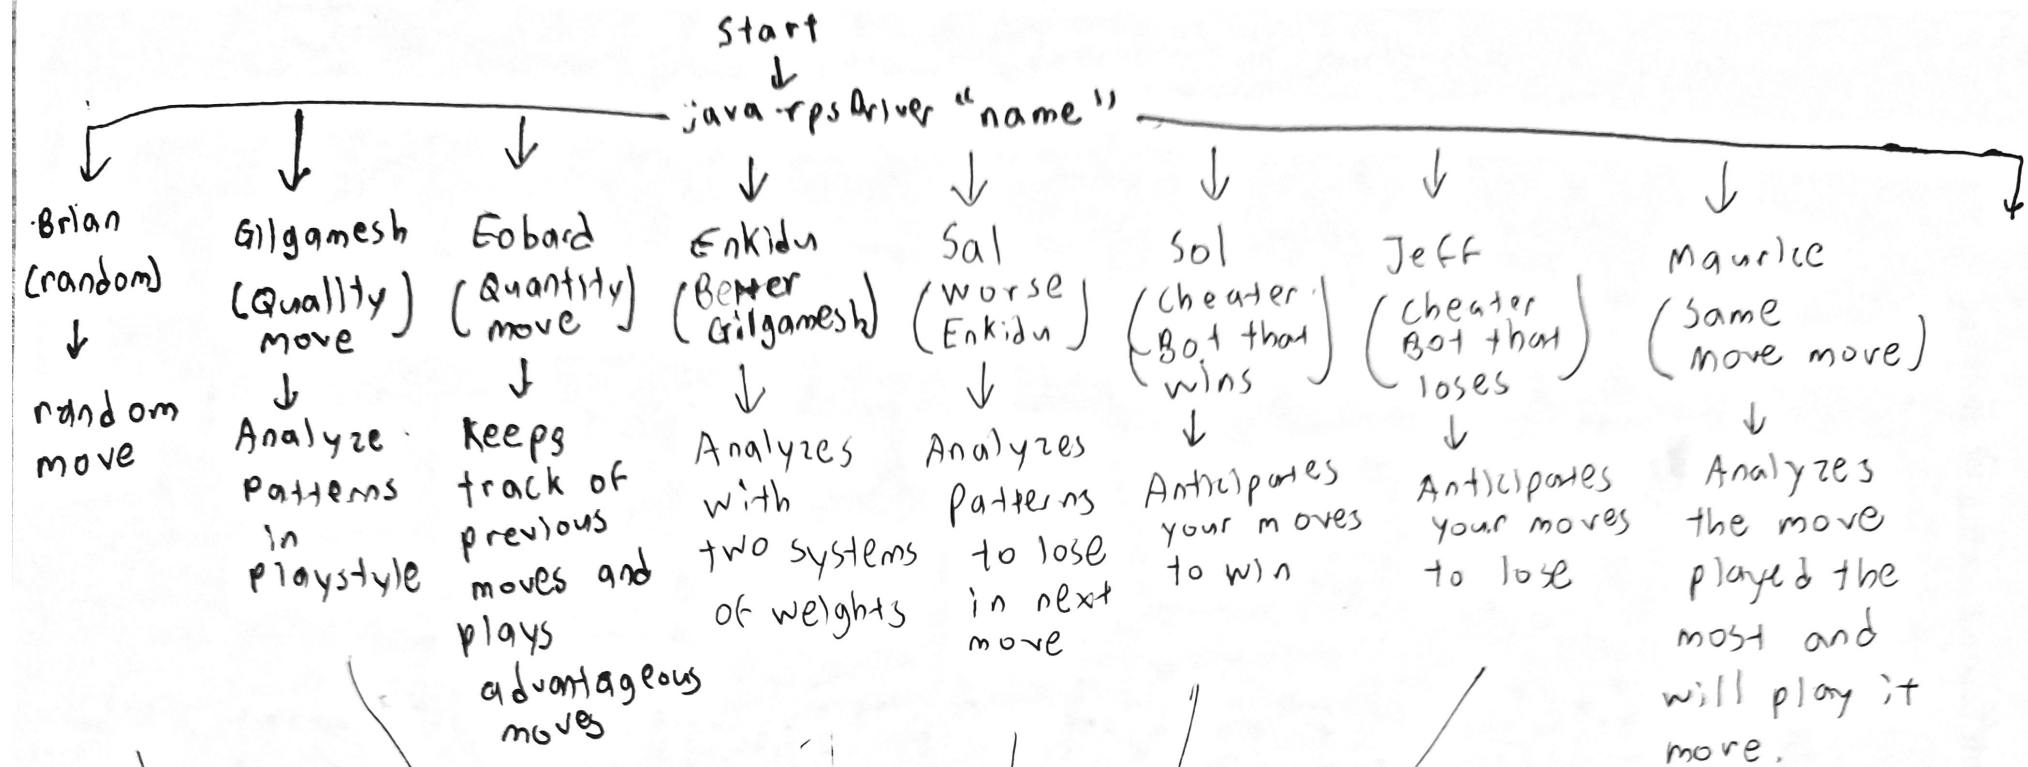 Start
java rpsDriver "name"
Brian
(random)
random
move
Gilgamesh
(Quality
move)
Analyze
Patterns
in
playstyle
Eobard
(Quantity
move)
Keeps
track of
previous
moves and
plays
advantageous
moves
Enkidu
(Better
Gilgamesh)
Analyzes
with
two systems
of weights
Sal
(Worse
Enkidu)
Analyzes
patterns
to lose
in next
move
Sol
(Cheater
Bot that
wins)
Anticipates
your moves
to win
Jeff
(Cheater
Bot that
loses)
Anticipates
your moves
to lose
Maurice
(Same
move move)
Analyzes
the move
played the
most and
will play it
more.